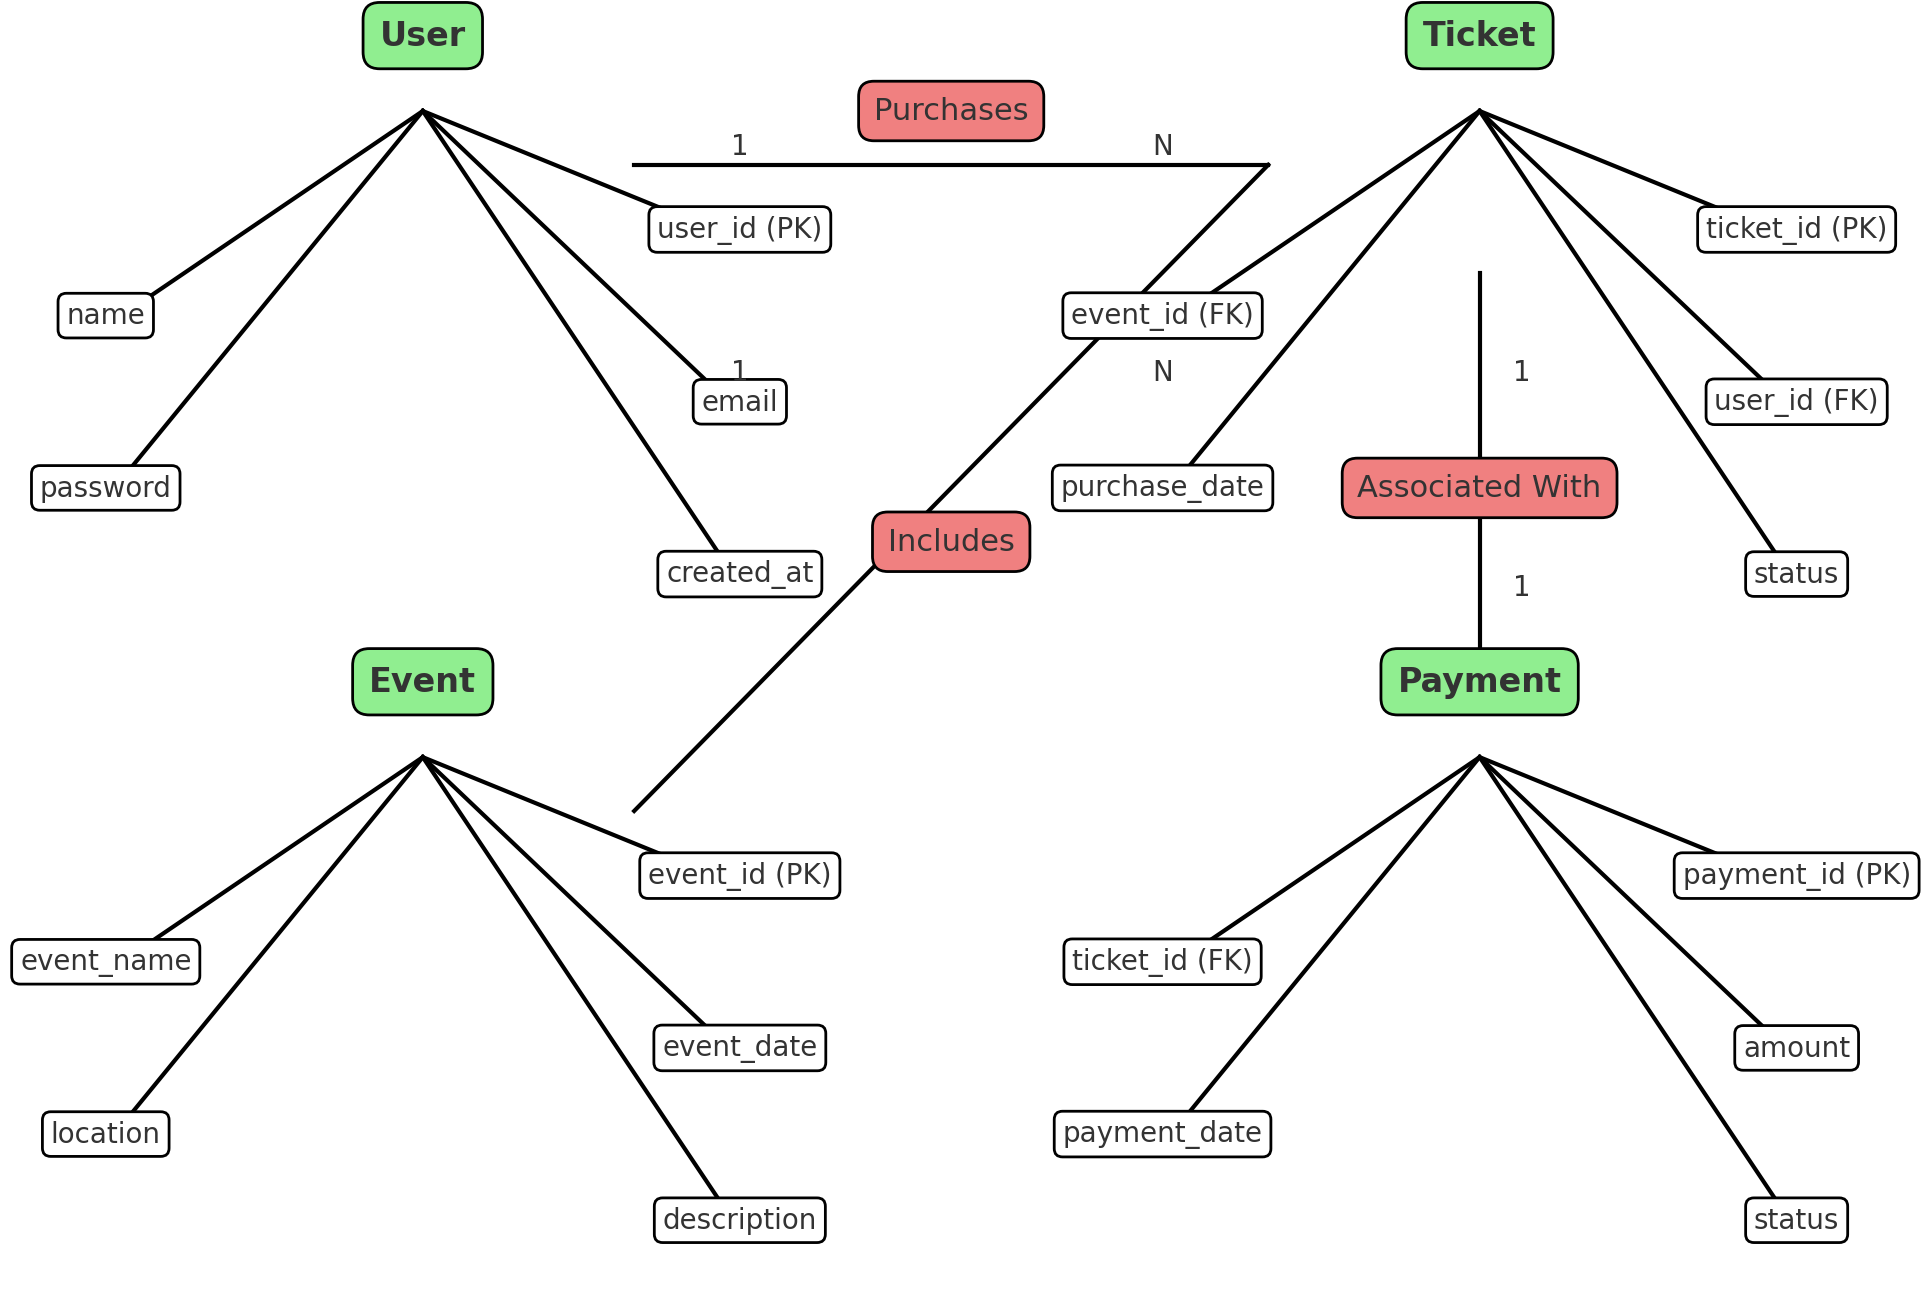 User
Ticket
Purchases
1
N
user_id (PK)
ticket_id (PK)
name
event_id (FK)
1
N
1
email
user_id (FK)
password
purchase_date
Associated With
Includes
created_at
status
1
Event
Payment
event_id (PK)
payment_id (PK)
event_name
ticket_id (FK)
event_date
amount
location
payment_date
description
status